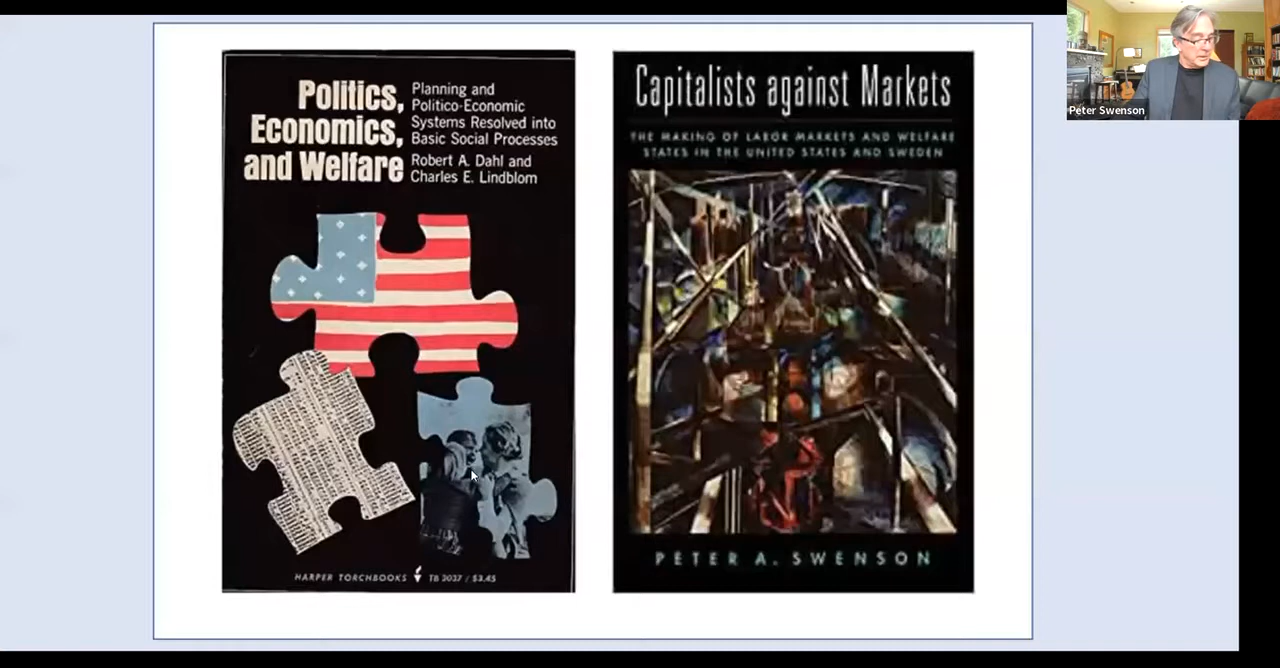 Politics,
Economics,
and Welfare
Planning and
Politico-Economic
Systems Resolved into
Basic Social Processes
Robert A. Dahl and
Charles E. Lindblom
HARPER TORCHBOOKS TB 3037 / $3.45
Capitalists against Markets
THE MAKING OF LABOR MARKETS AND WELFARE
STATES IN THE UNITED STATES AND SWEDEN
PETER A. SWENSON
Peter Swenson